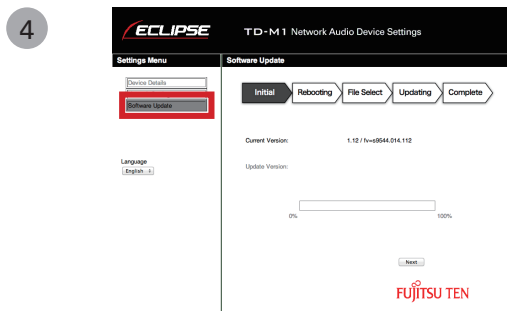 4
ECLIPSE
TD-M1 Network Audio Device Settings
Settings Menu
Software Update
Device Details
Software Update
Initial
Rebooting
File Select
Updating
Complete
Current Version:
1.12 / fv=s9544.014.112
Language
English
Update Version:
0%
100%
Next
FUJITSU TEN